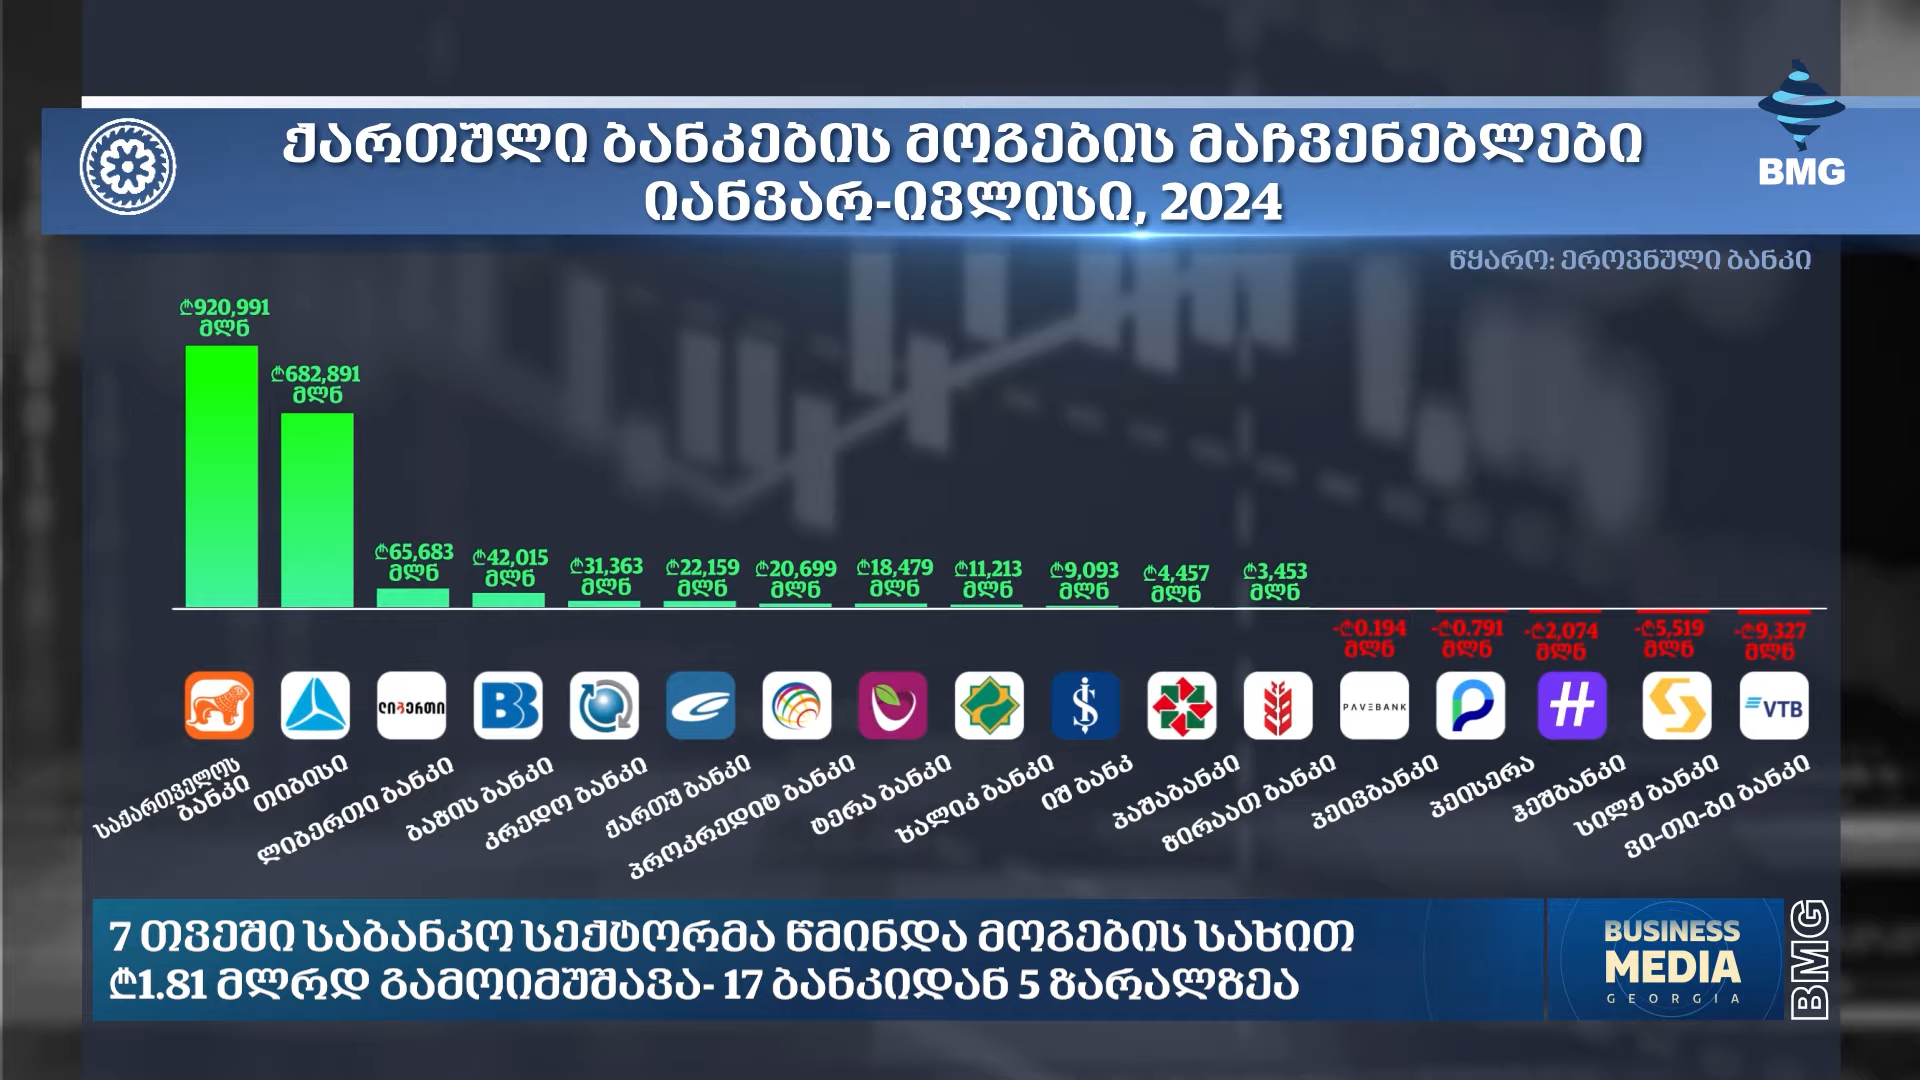 ქართული ბანკების მოგების მაჩვენებლები
იანვარ-ივლისი, 2024
BMG
წყარო: ეროვნული ბანკი
₾920,991
მლნ
₾682,891
მლნ
₾65,683
მლნ
₾42,015
მლნ
₾31,363
მლნ
₾22,159
მლნ
₾20,699
მლნ
₾18,479
მლნ
₾11,213
მლნ
₾9,093
მლნ
₾4,457
მლნ
₾3,453
მლნ
-₾0.194
მლნ
-₾0.791
მლნ
-₾2,074
მლნ
-₾5,519
მლნ
-₾9,327
მლნ
ლიბერთი
PAVEBANK
VTB
საქართველოს
ბანკი
თიბისი
ლიბერთი ბანკი
ბაზის ბანკი
კრედო ბანკი
ქართუ ბანკი
პროკრედიტ ბანკი
ტერა ბანკი
ხალიკ ბანკი
იშ ბანკ
პაშაბანკი
ზირაათ ბანკი
პეივბანკი
პეისერა
ჰეშბანკი
სილქ ბანკი
ვი-თი-ბი ბანკი
7 თვეში საბანკო სექტორმა წმინდა მოგების სახით
₾1.81 მლრდ გამოიმუშავა- 17 ბანკიდან 5 ზარალზეა
BUSINESS
MEDIA
GEORGIA
BMG